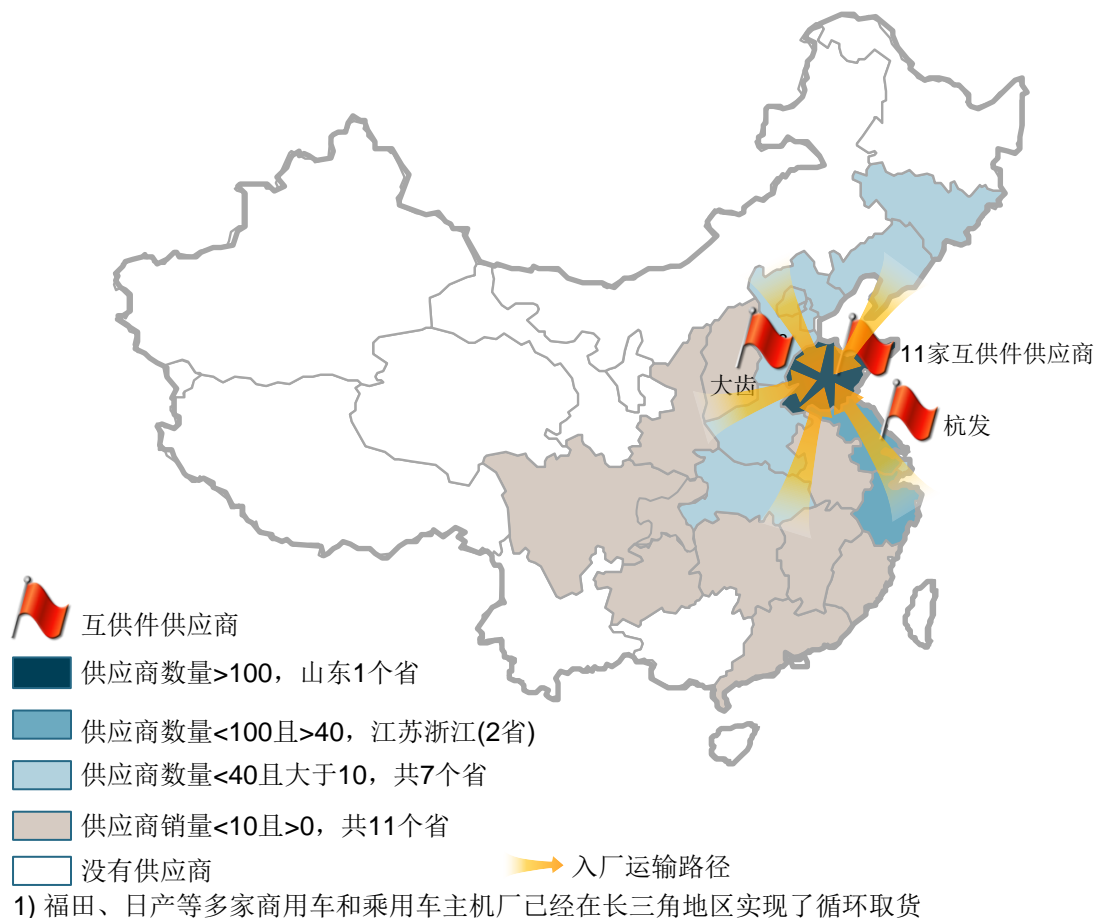 11家互供件供应商
大齿
杭发
互供件供应商
供应商数量>100，山东1个省
供应商数量<100且>40，江苏浙江(2省)
供应商数量<40且大于10，共7个省
供应商销量<10且>0，共11个省
没有供应商
入厂运输路径
1) 福田、日产等多家商用车和乘用车主机厂已经在长三角地区实现了循环取货